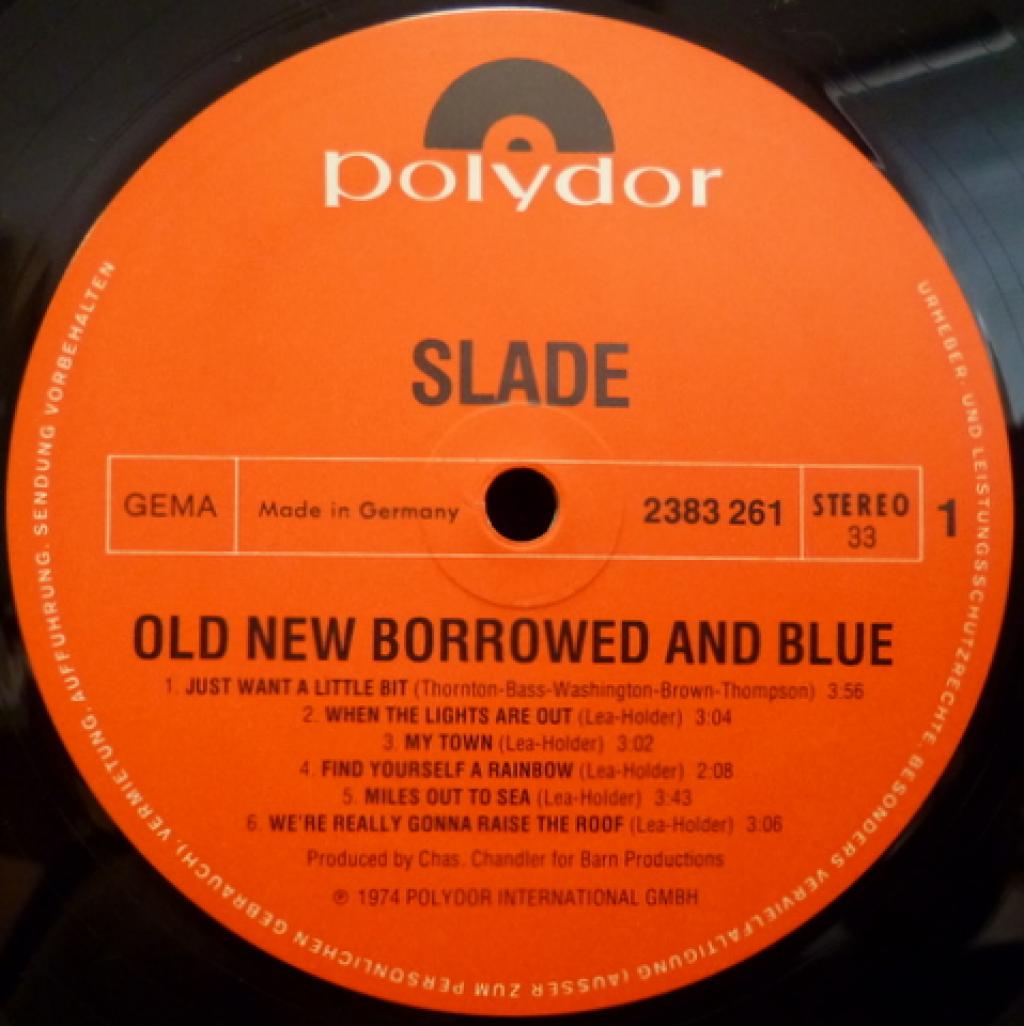 polydor
SLADE
GEMA
Made in Germany
2383 261
STEREO
33
1
OLD NEW BORROWED AND BLUE
1. JUST WANT A LITTLE BIT (Thornton-Bass-Washington-Brown-Thompson) 3:56
2. WHEN THE LIGHTS ARE OUT (Lea-Holder) 3:04
3. MY TOWN (Lea-Holder) 3:02
4. FIND YOURSELF A RAINBOW (Lea-Holder) 2:08
5. MILES OUT TO SEA (Lea-Holder) 3:43
6. WE'RE REALLY GONNA RAISE THE ROOF (Lea-Holder) 3:06
Produced by Chas. Chandler for Barn Productions
℗ 1974 POLYDOR INTERNATIONAL GMBH
URHEBER- UND LEISTUNGSSCHUTZRECHTE, BESONDERS VERVIELFÄLTIGUNG (AUSSER ZUM PERSÖNLICHEN GEBRAUCH), VERMIETUNG, AUFFÜHRUNG, SENDUNG VORBEHALTEN